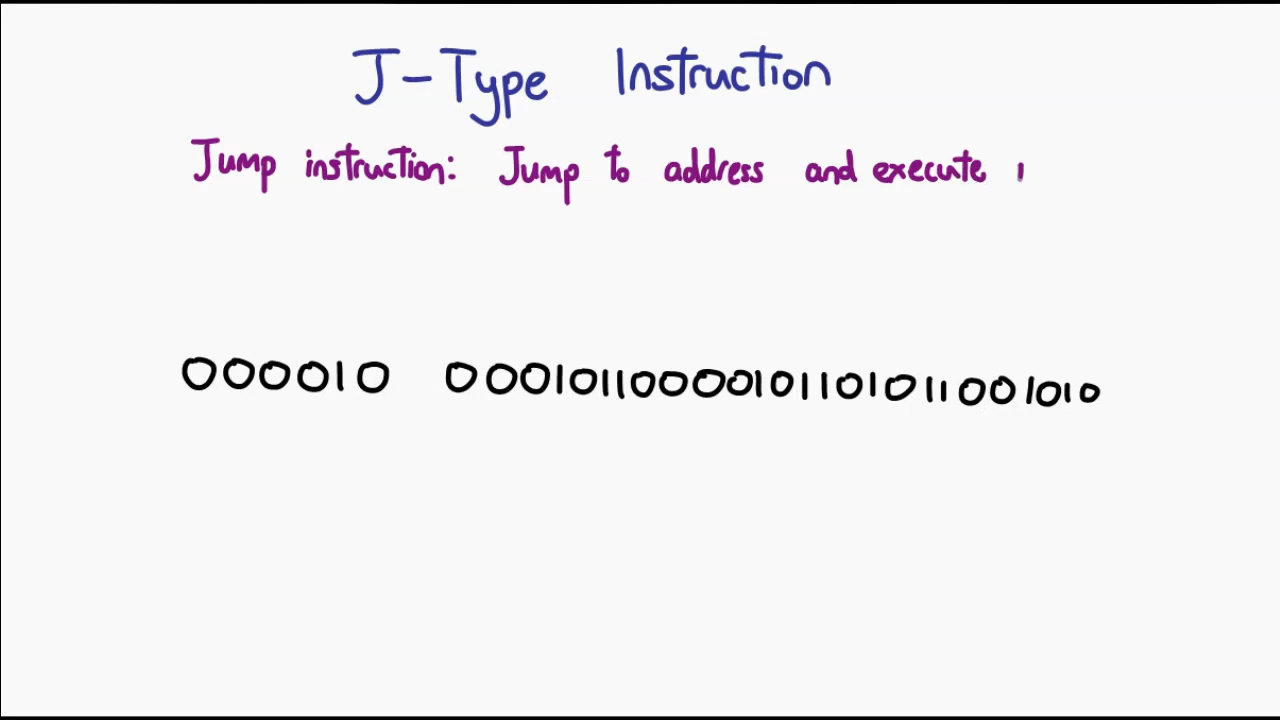 J-Type Instruction
Jump instruction: Jump to address and execute
000010 00010110000101101011001010